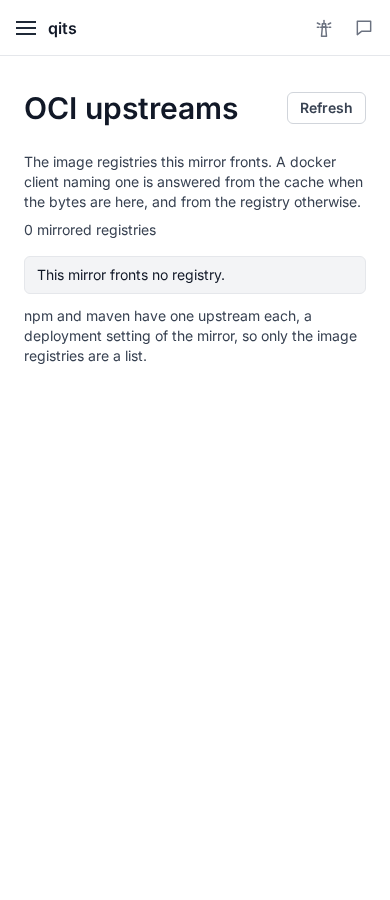 qits
OCI upstreams
Refresh
The image registries this mirror fronts. A docker
client naming one is answered from the cache when
the bytes are here, and from the registry otherwise.
0 mirrored registries
This mirror fronts no registry.
npm and maven have one upstream each, a
deployment setting of the mirror, so only the image
registries are a list.